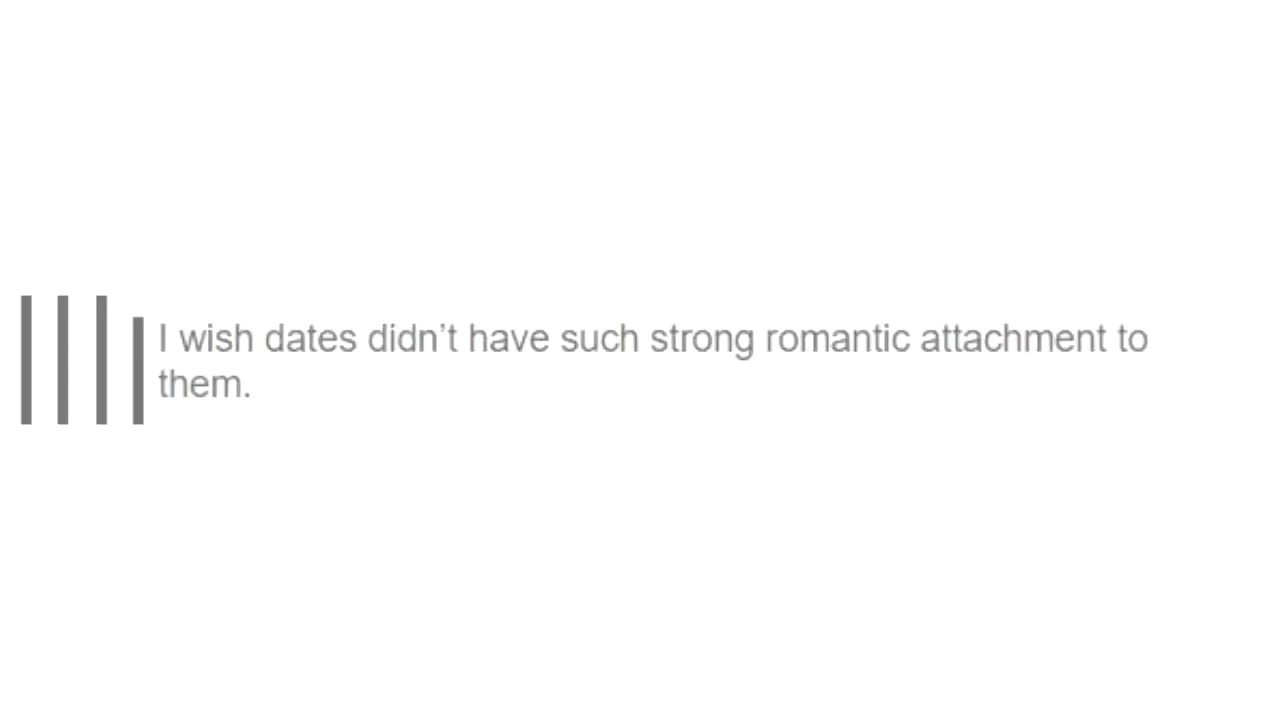 I wish dates didn’t have such strong romantic attachment to
them.